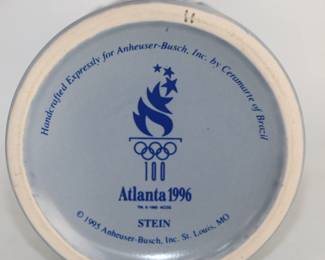 Handcrafted Expressly for Anheuser-Busch, Inc. by Ceramarte of Brazil
100
Atlanta 1996
STEIN
© 1995 Anheuser-Busch, Inc. St. Louis, MO